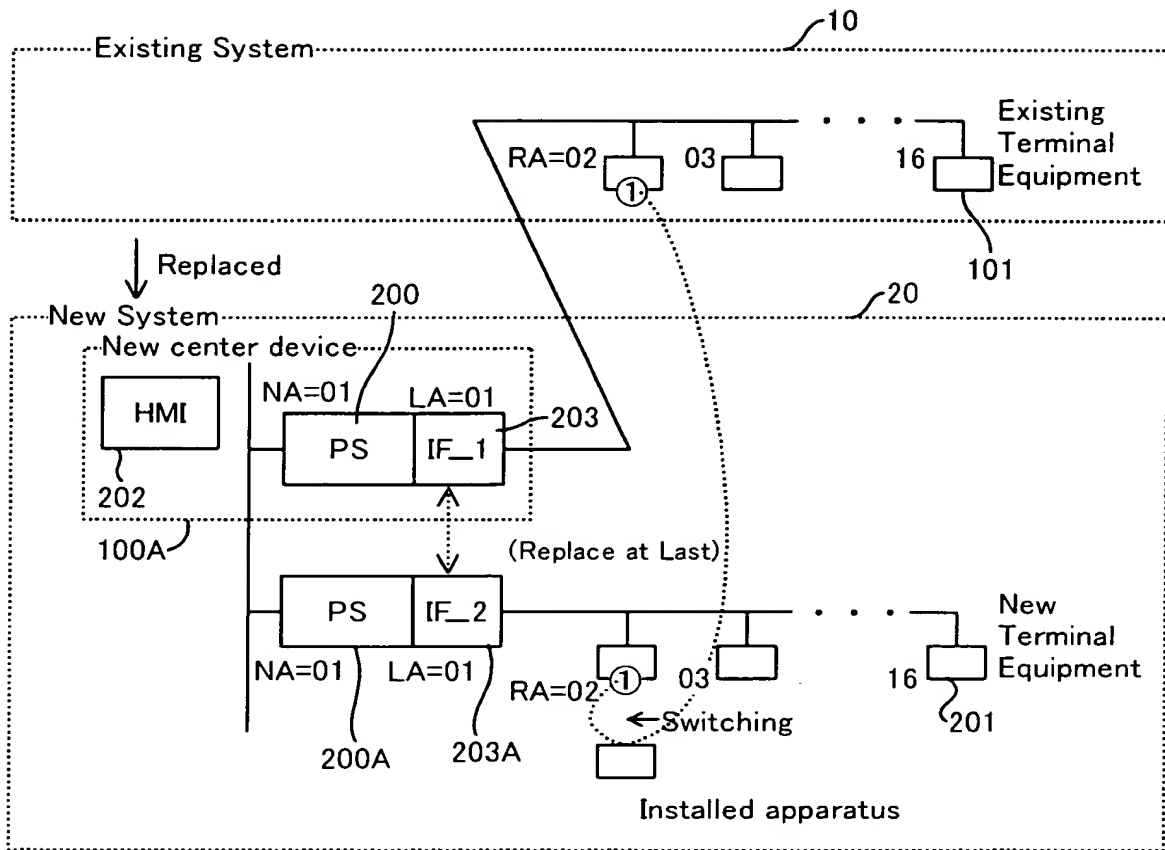 10
Existing System
RA=02
03
16
Existing
Terminal
Equipment
1
101
Replaced
20
New System
200
New center device
NA=01
LA=01
203
HMI
PS
IF_1
202
100A
(Replace at Last)
PS
IF_2
New
Terminal
Equipment
NA=01
LA=01
RA=02
1
03
16
201
Switching
200A
203A
Installed apparatus